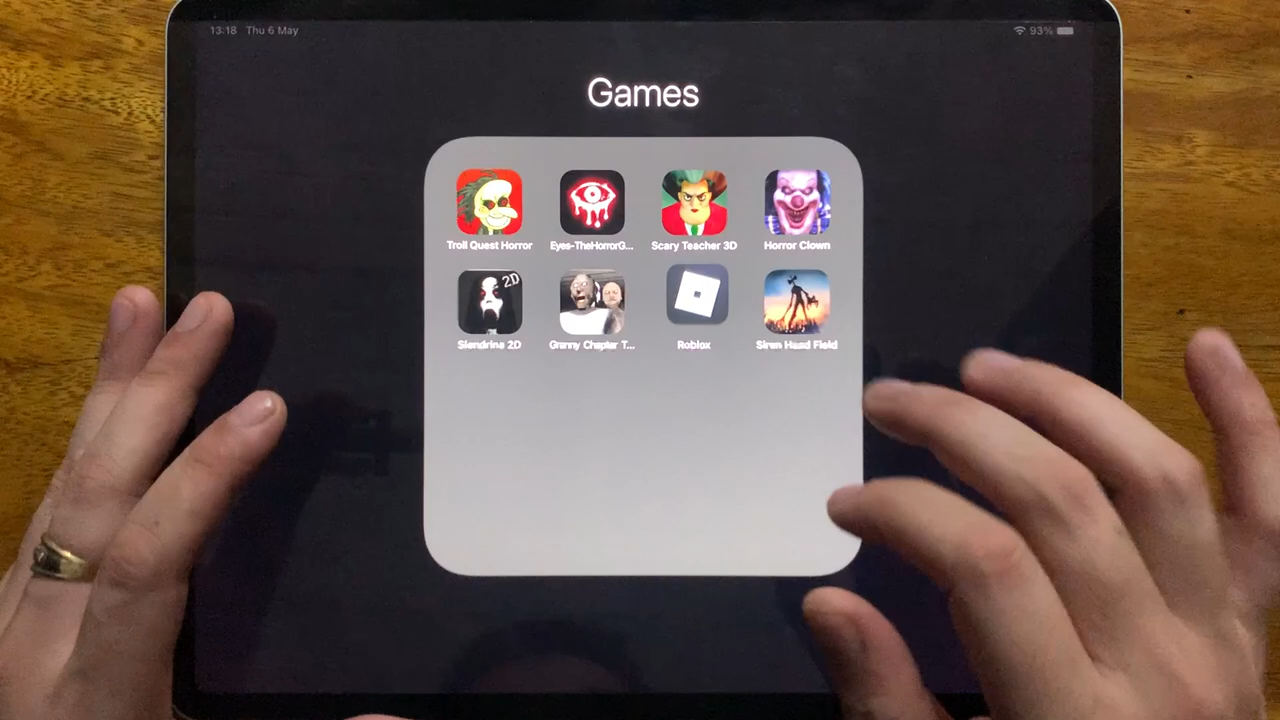 13:18 Thu 6 May 93%
Games
Troll Quest Horror Eyes-TheHorrorG... Scary Teacher 3D Horror Clown
2D
Slendrina 2D Granny Chapter T... Roblox Siren Head Field